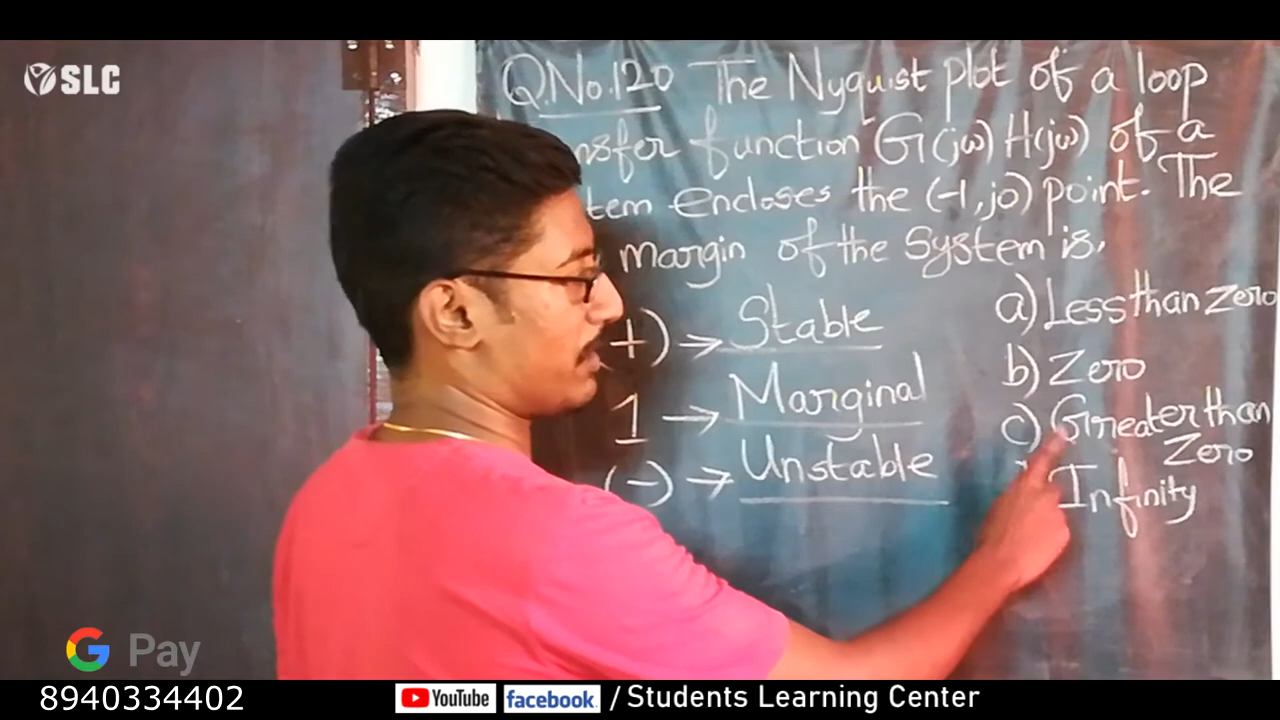 SLC
Q.No.120 The Nyquist plot of a loop
nsfer function G(jω) H(jω) of a
tem encloses the (-1, j0) point. The
margin of the System is,
+) → Stable
1 → Marginal
(-) → Unstable
a) Less than Zero
b) Zero
c) Greater than
Zero
Infinity
G Pay
8940334402
YouTube facebook. / Students Learning Center